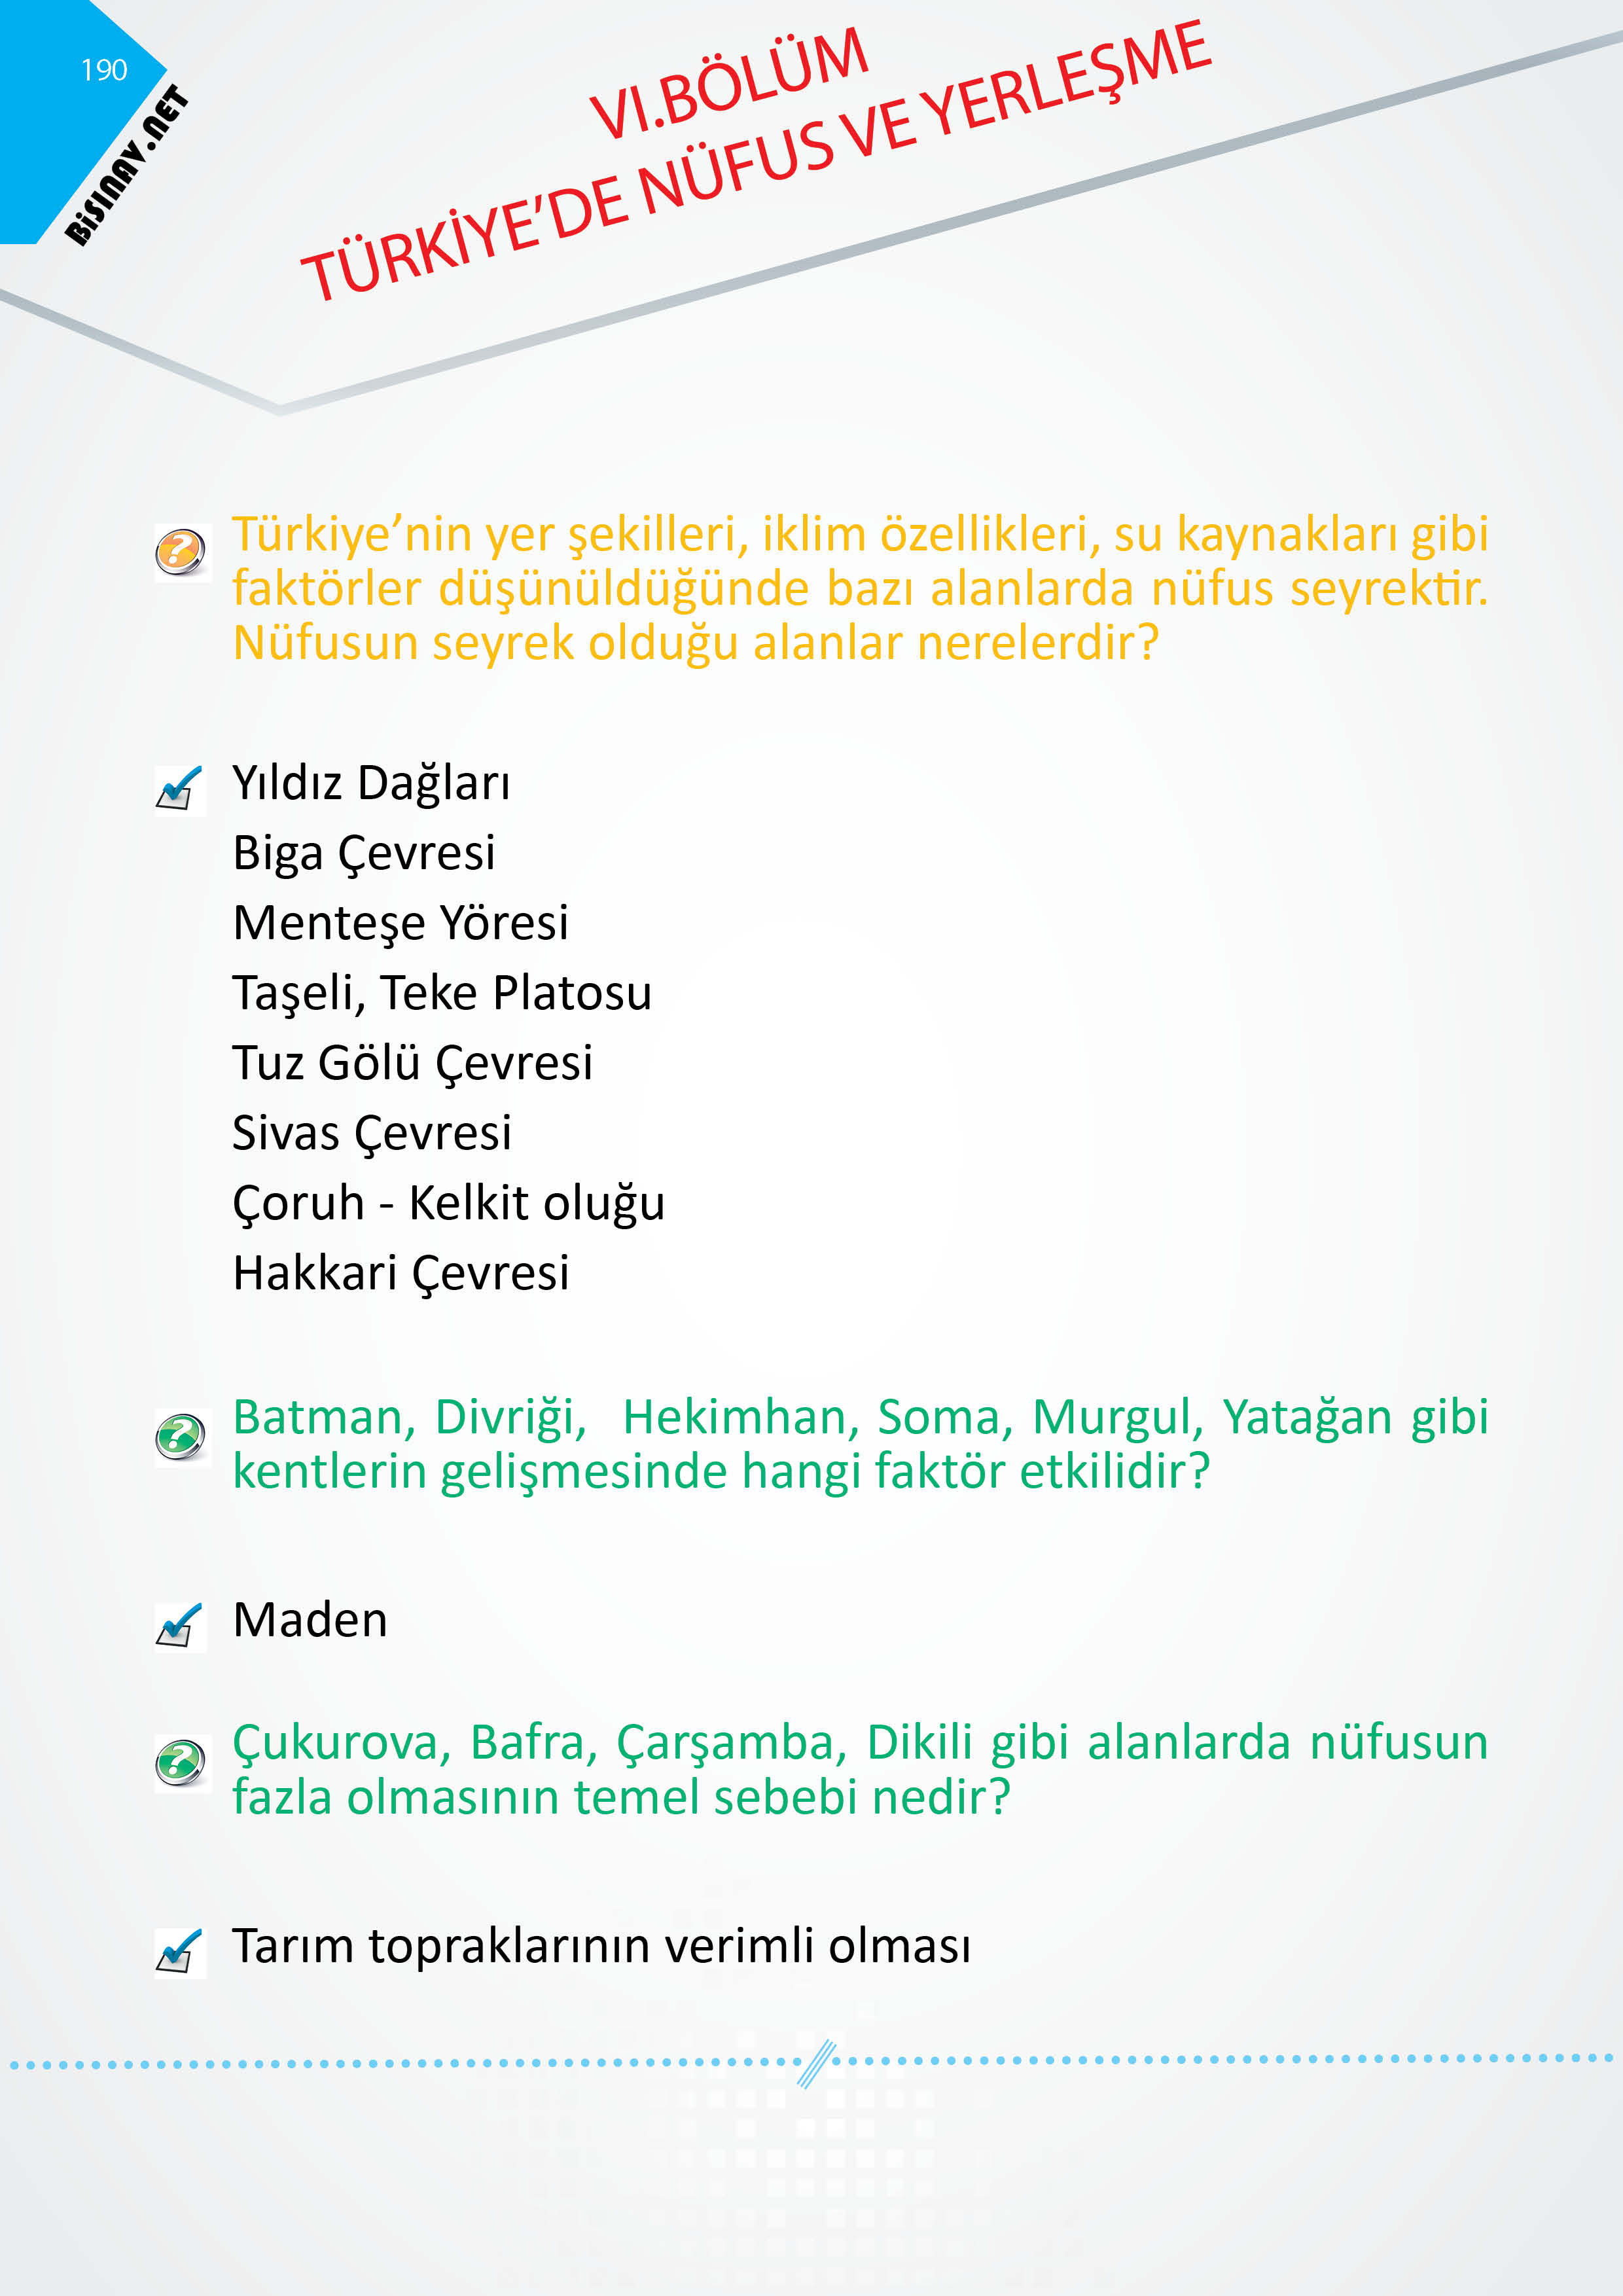 190
BiSINAV.NET
VI.BÖLÜM
TÜRKİYE’DE NÜFUS VE YERLEŞME
Türkiye’nin yer şekilleri, iklim özellikleri, su kaynakları gibi
faktörler düşünüldüğünde bazı alanlarda nüfus seyrektir.
Nüfusun seyrek olduğu alanlar nerelerdir?
Yıldız Dağları
Biga Çevresi
Menteşe Yöresi
Taşeli, Teke Platosu
Tuz Gölü Çevresi
Sivas Çevresi
Çoruh - Kelkit oluğu
Hakkari Çevresi
Batman, Divriği, Hekimhan, Soma, Murgul, Yatağan gibi
kentlerin gelişmesinde hangi faktör etkilidir?
Maden
Çukurova, Bafra, Çarşamba, Dikili gibi alanlarda nüfusun
fazla olmasının temel sebebi nedir?
Tarım topraklarının verimli olması